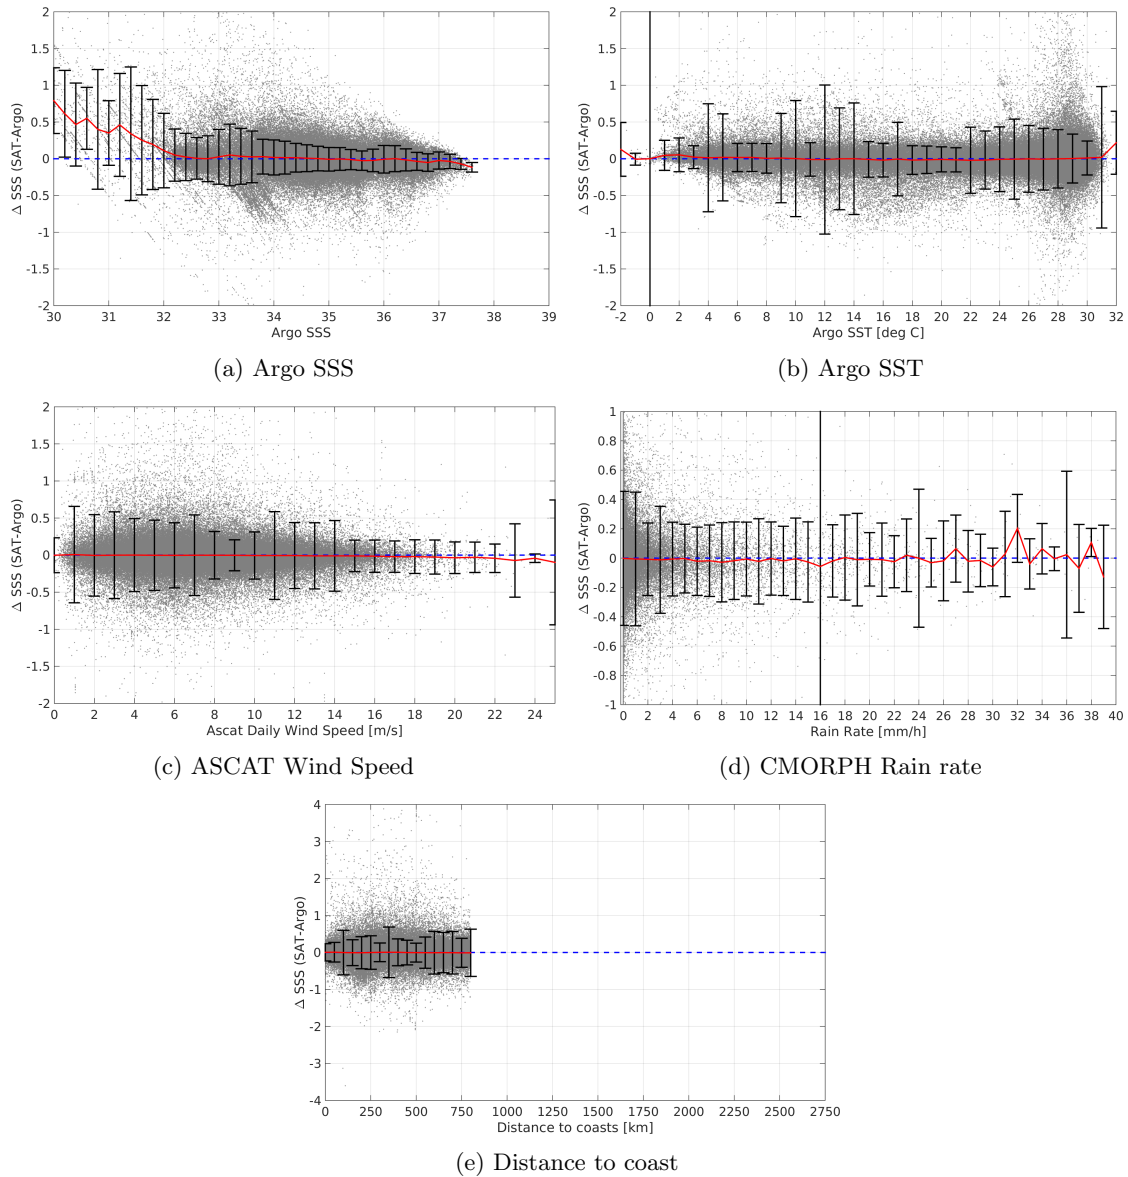 2
1.5
1
0.5
0
-0.5
-1
-1.5
-2
Δ SSS (SAT-Argo)
30 31 32 33 34 35 36 37 38 39
Argo SSS
(a) Argo SSS
2
1.5
1
0.5
0
-0.5
-1
-1.5
-2
Δ SSS (SAT-Argo)
-2 0 2 4 6 8 10 12 14 16 18 20 22 24 26 28 30 32
Argo SST [deg C]
(b) Argo SST
2
1.5
1
0.5
0
-0.5
-1
-1.5
-2
Δ SSS (SAT-Argo)
0 2 4 6 8 10 12 14 16 18 20 22 24
Ascat Daily Wind Speed [m/s]
(c) ASCAT Wind Speed
1
0.8
0.6
0.4
0.2
0
-0.2
-0.4
-0.6
-0.8
-1
Δ SSS (SAT-Argo)
0 2 4 6 8 10 12 14 16 18 20 22 24 26 28 30 32 34 36 38 40
Rain Rate [mm/h]
(d) CMORPH Rain rate
4
3
2
1
0
-1
-2
-3
-4
Δ SSS (SAT-Argo)
0 250 500 750 1000 1250 1500 1750 2000 2250 2500 2750
Distance to coasts [km]
(e) Distance to coast